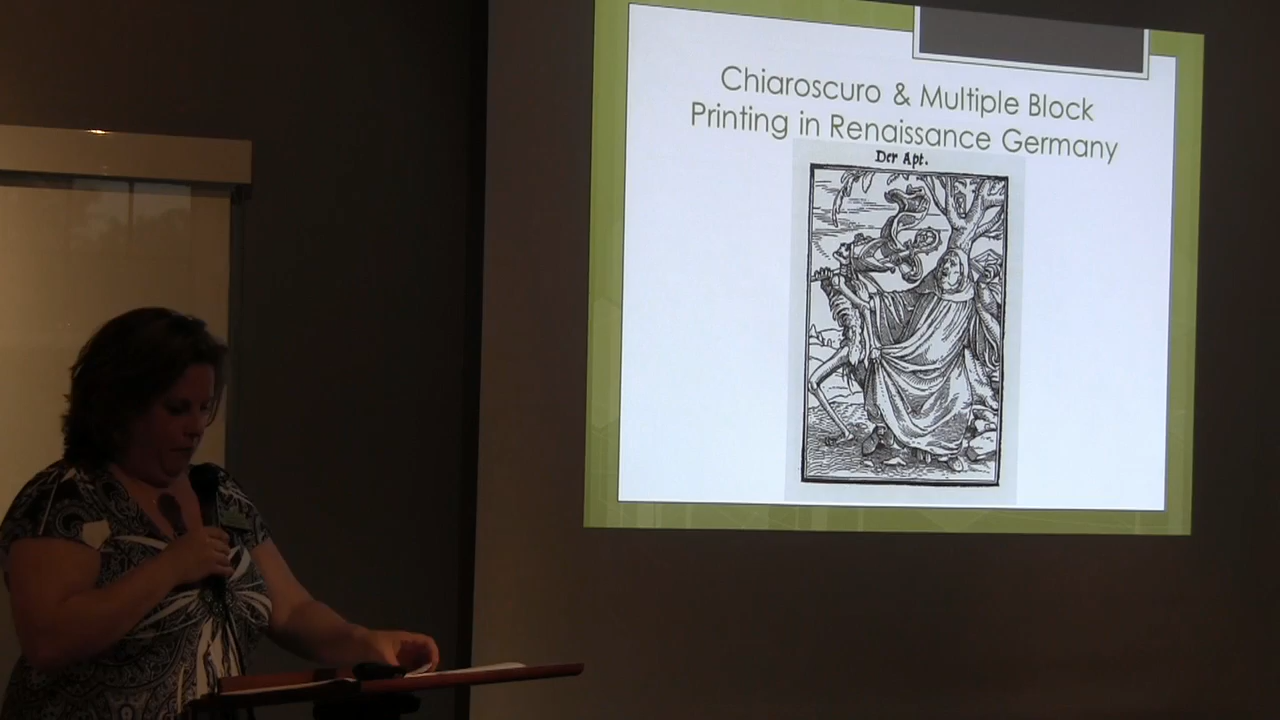 Chiaroscuro & Multiple Block
Printing in Renaissance Germany
Der Apt.